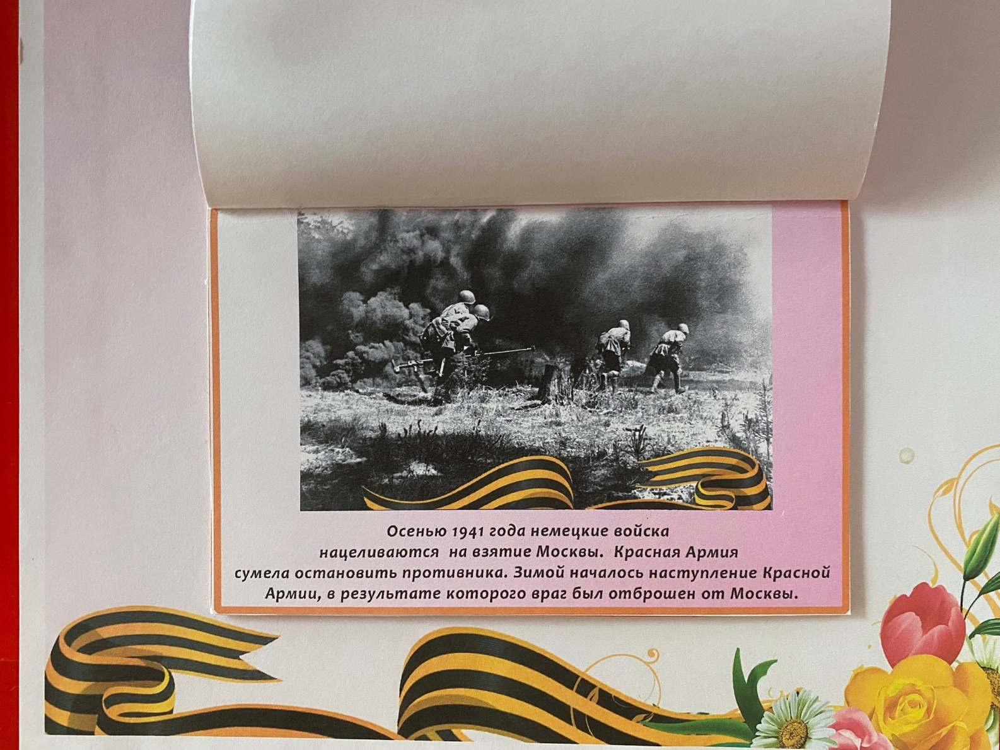 Осенью 1941 года немецкие войска
нацеливаются на взятие Москвы. Красная Армия
сумела остановить противника. Зимой началось наступление Красной
Армии, в результате которого враг был отброшен от Москвы.